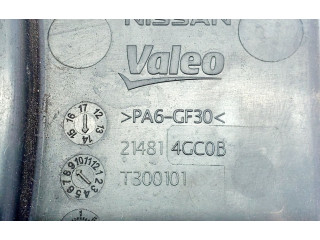 NISSAN
Valeo
>PA6-GF30<
21481 4GC0B
T300101